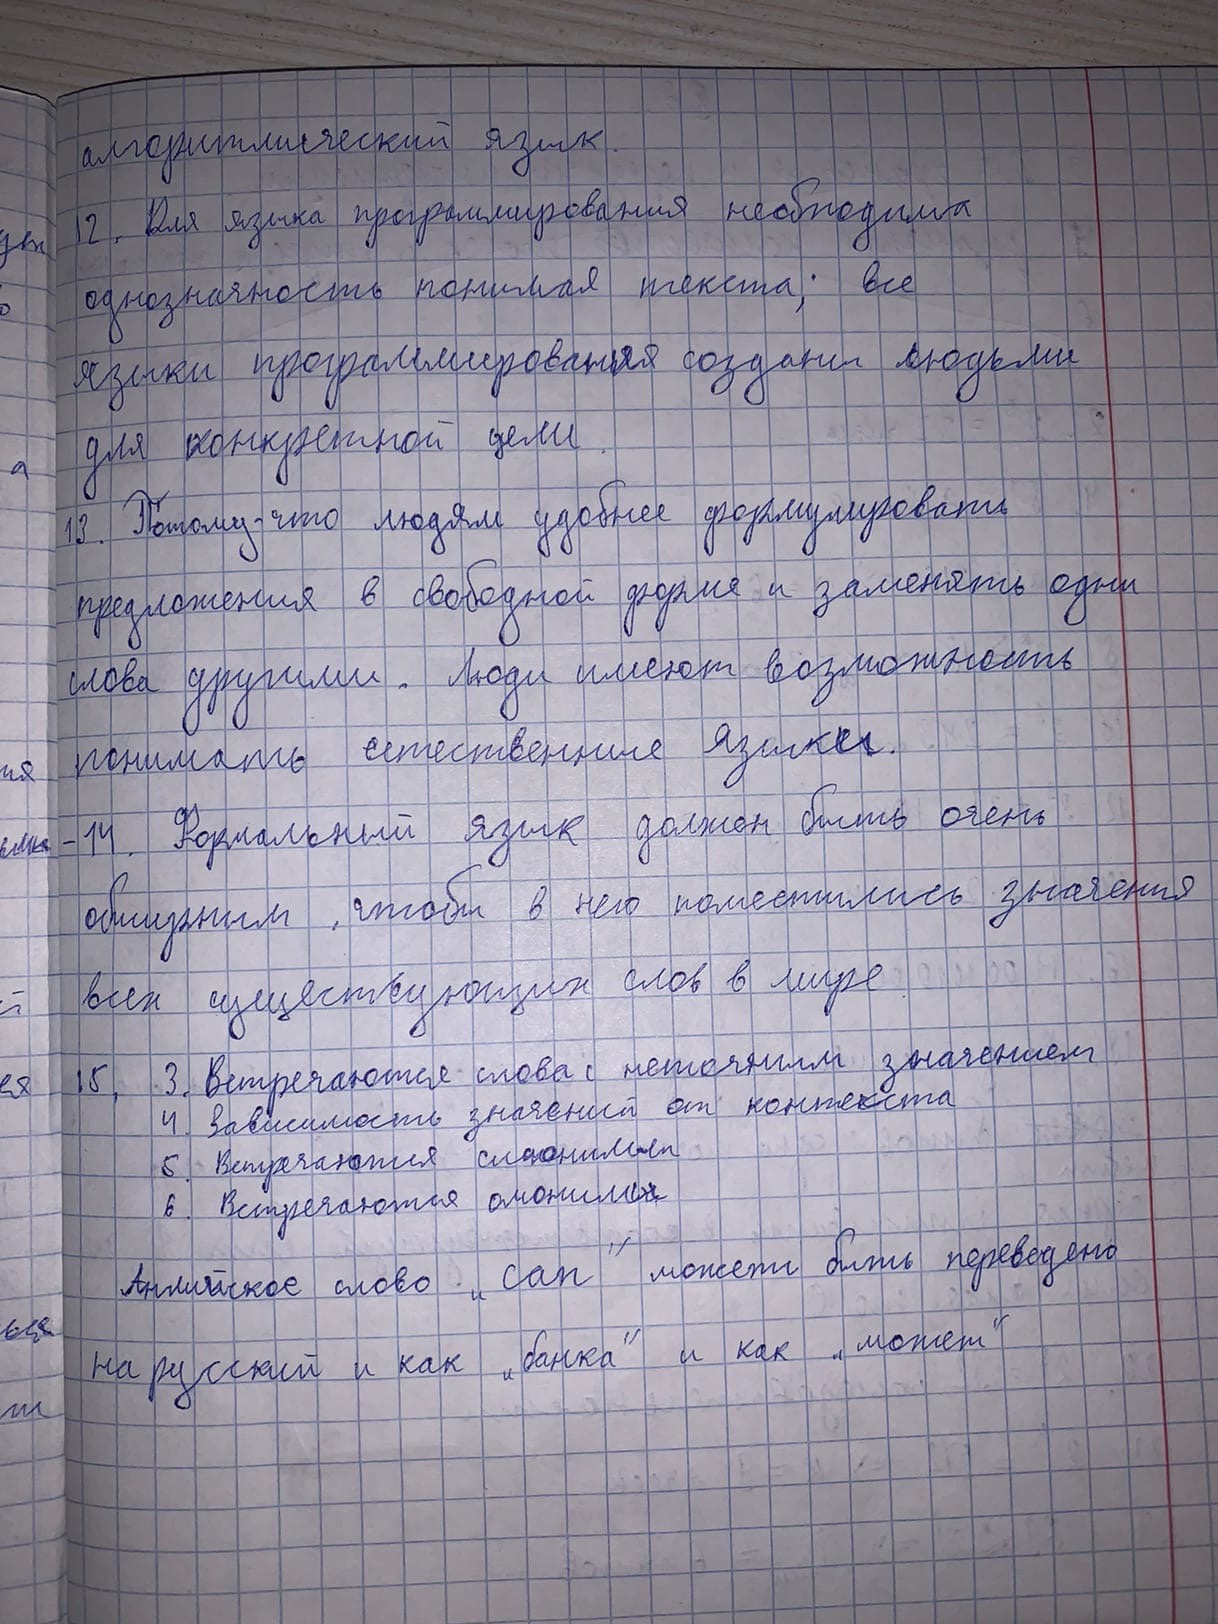 алгоритмический язык.
12. Для языка программирования необходима
однозначность понимая текста; все
языки программирования созданы людьми
для конкретной цели.
13. Потому-что людям удобнее формулировать
предложения в свободной форме и заменять одни
слова другими. Люди имеют возможность
понимать естественные языки.
14. Формальный язык должен быть очень
обширным, чтобы в него поместились значения
всех существующих слов в мире
15. 3. Встречаются слова с неточным значением
4. Зависимость значений от контекста
5. Встречаются синонимы
6. Встречаются омонимы
Английское слово „can" может быть переведено
на русский и как „банка" и как „может"